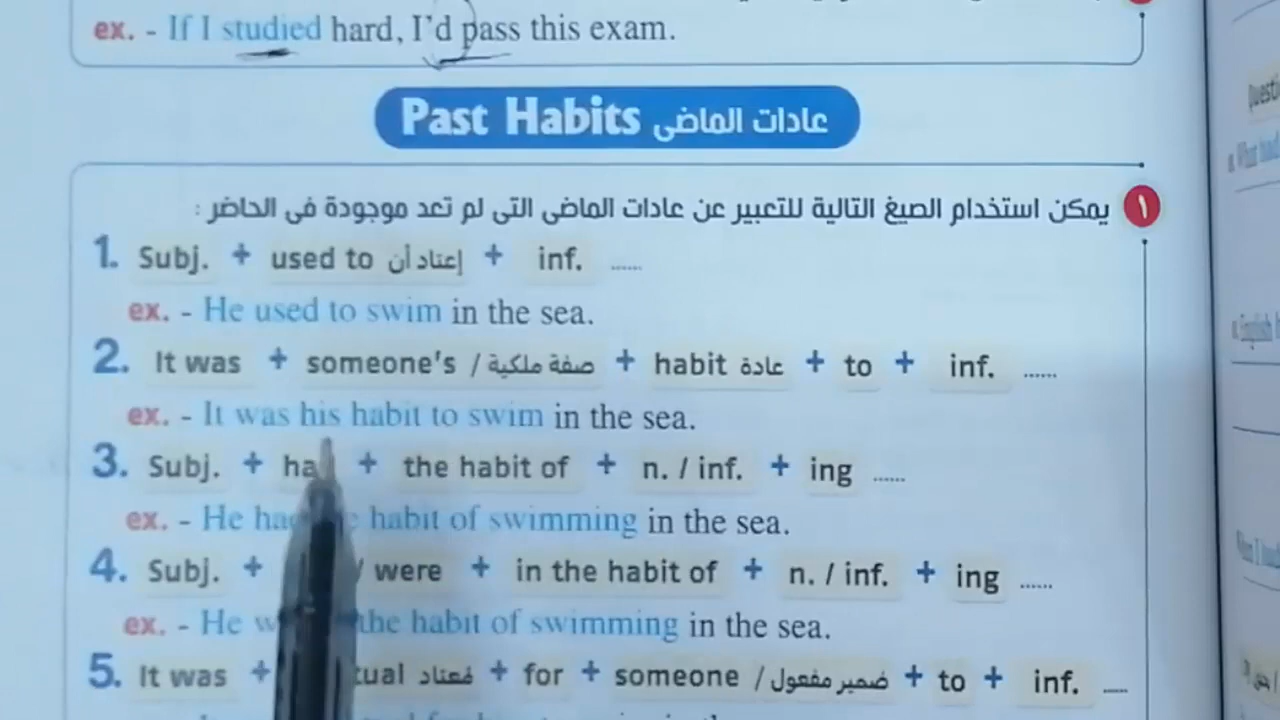 ex. - If I studied hard, I'd pass this exam.
Past Habits عادات الماضى
١ يمكن استخدام الصيغ التالية للتعبير عن عادات الماضى التى لم تعد موجودة فى الحاضر :
1. Subj. + used to إعتاد أن + inf. ......
ex. - He used to swim in the sea.
2. It was + someone's / صفة ملكية + habit عادة + to + inf. ......
ex. - It was his habit to swim in the sea.
3. Subj. + + the habit of + n. / inf. + ing ......
ex. - He habit of swimming in the sea.
4. Subj. + / were + in the habit of + n. / inf. + ing ......
ex. - He the habit of swimming in the sea.
5. It was + مُعتاد + for + someone / ضمير مفعول + to + inf. ......